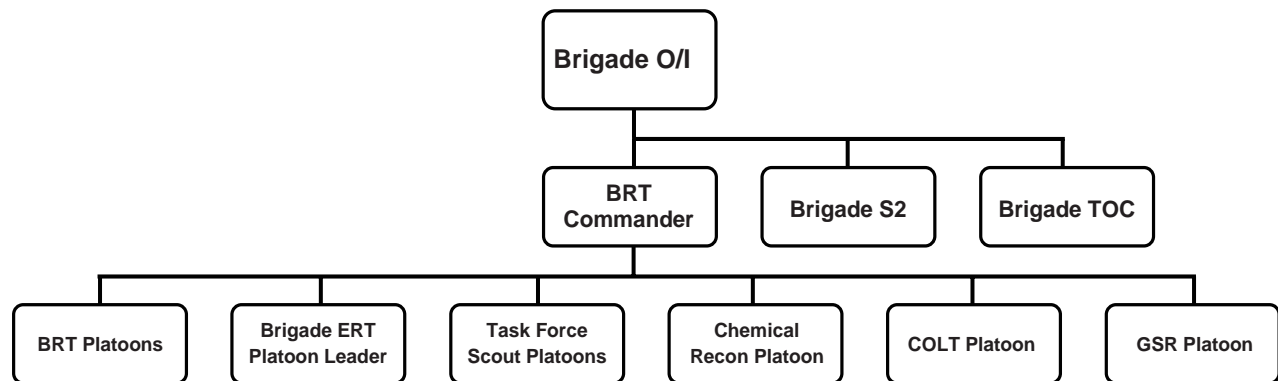 Brigade O/I
BRT
Commander
Brigade S2
Brigade TOC
BRT Platoons
Brigade ERT
Platoon Leader
Task Force
Scout Platoons
Chemical
Recon Platoon
COLT Platoon
GSR Platoon